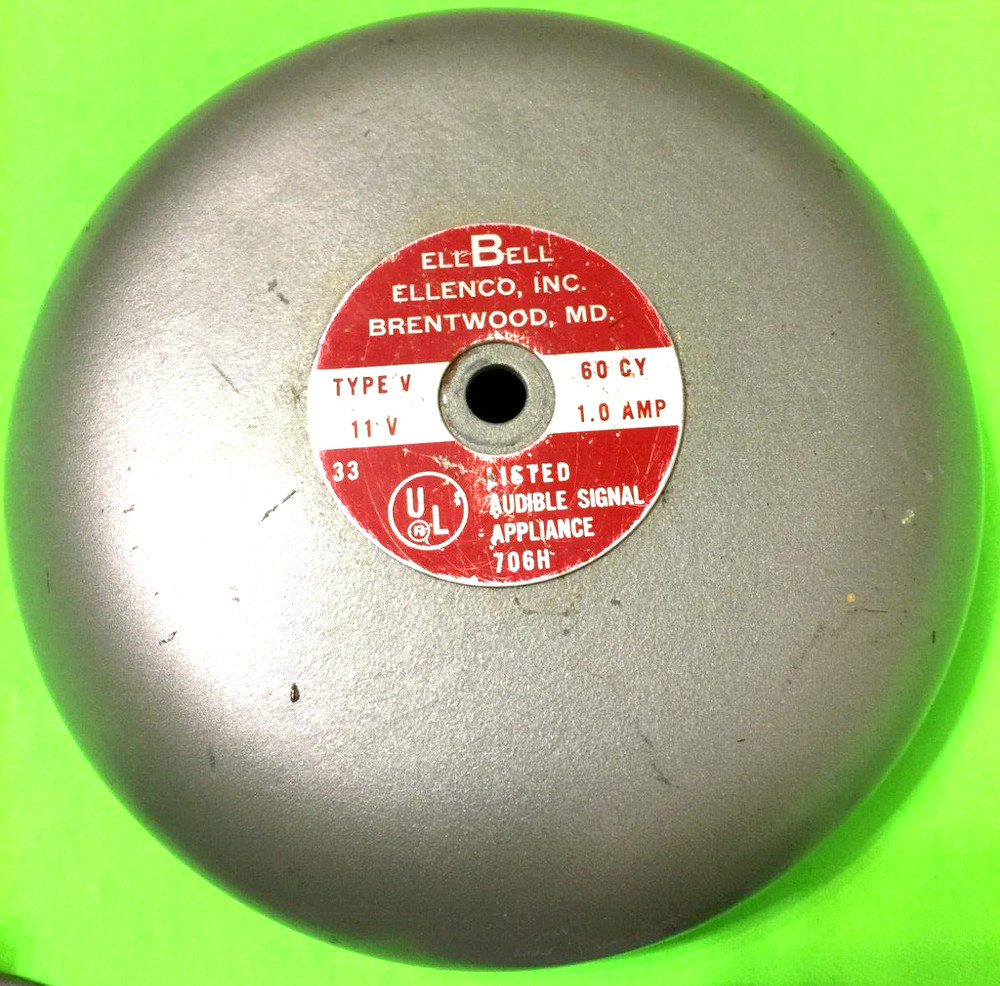 ELLBELL
ELLENCO, INC.
BRENTWOOD, MD.
TYPE V 60 CY
11 V 1.0 AMP
33
UL
®
LISTED
AUDIBLE SIGNAL
APPLIANCE
706H